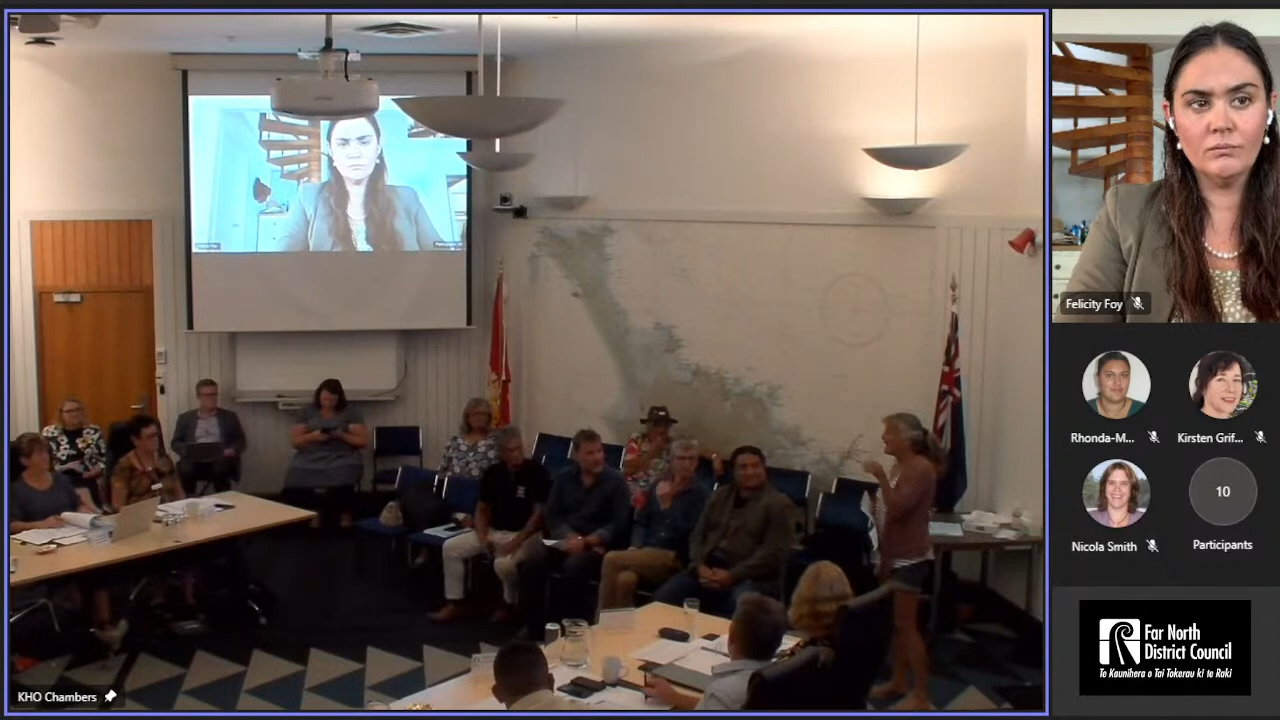 Felicity Foy
Rhonda-M...
Kirsten Grif...
Nicola Smith
10
Participants
KHO Chambers
Far North
District Council
Te Kaunihera o Tai Tokerau ki te Raki